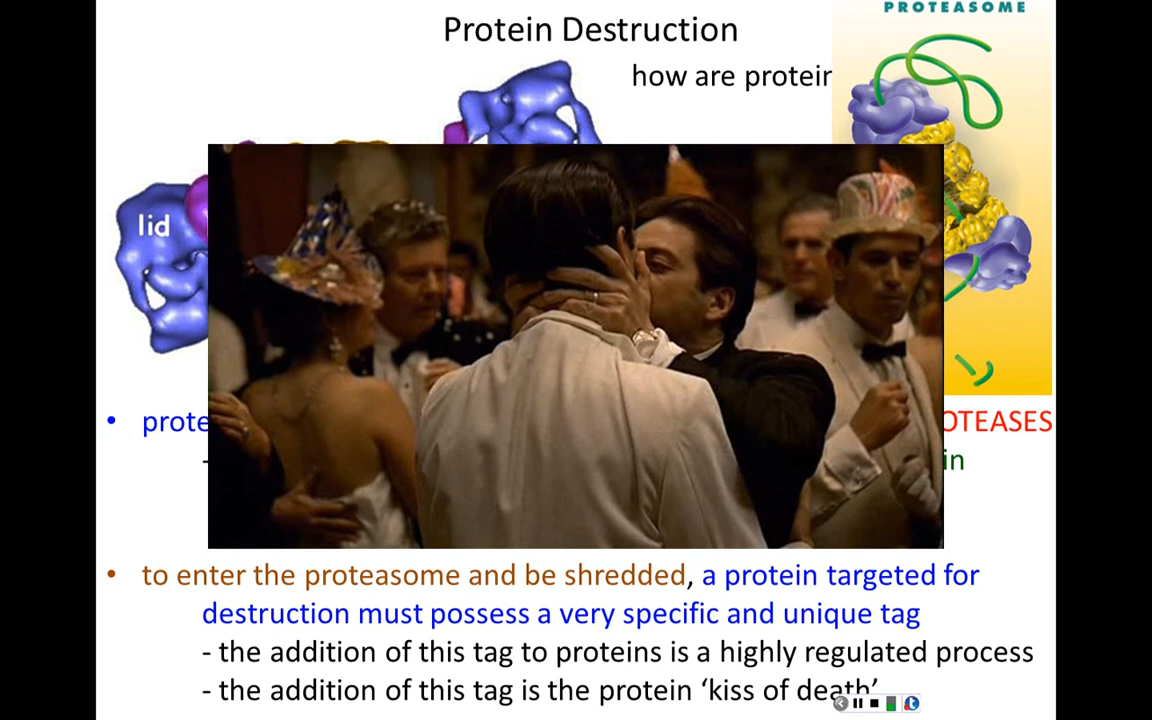 PROTEASOME
Protein Destruction
how are protein
lid
• prote OTEASES
- in
• to enter the proteasome and be shredded, a protein targeted for
destruction must possess a very specific and unique tag
- the addition of this tag to proteins is a highly regulated process
- the addition of this tag is the protein ‘kiss of death’